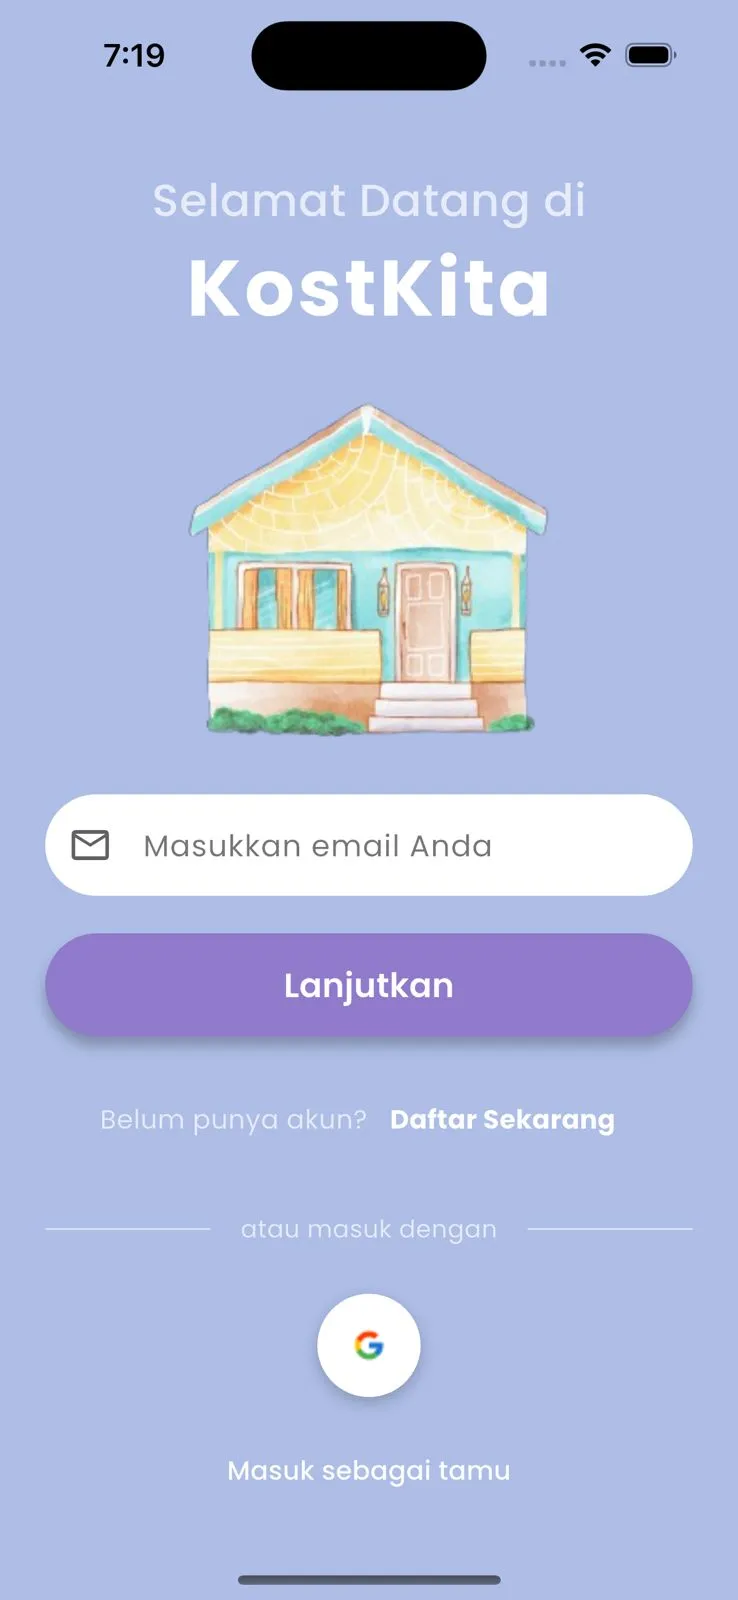 7:19
Selamat Datang di
KostKita
Masukkan email Anda
Lanjutkan
Belum punya akun? Daftar Sekarang
atau masuk dengan
G
Masuk sebagai tamu